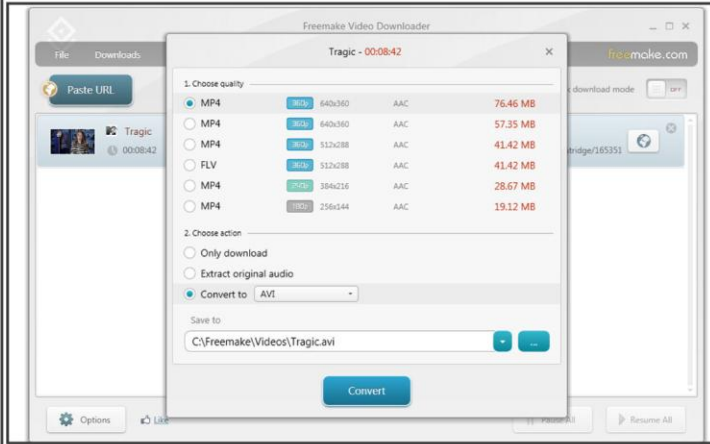 Freemake Video Downloader
File Downloads
freemake.com
Paste URL
download mode OFF
Tragic
00:08:42
tridge/165351
Tragic - 00:08:42
1. Choose quality
MP4 360p 640x360 AAC 76.46 MB
MP4 360p 640x360 AAC 57.35 MB
MP4 360p 512x288 AAC 41.42 MB
FLV 360p 512x288 AAC 41.42 MB
MP4 384x216 AAC 28.67 MB
MP4 256x144 AAC 19.12 MB
2. Choose action
Only download
Extract original audio
Convert to AVI
Save to
C:\Freemake\Videos\Tragic.avi
...
Convert
Options Like Pause All Resume All